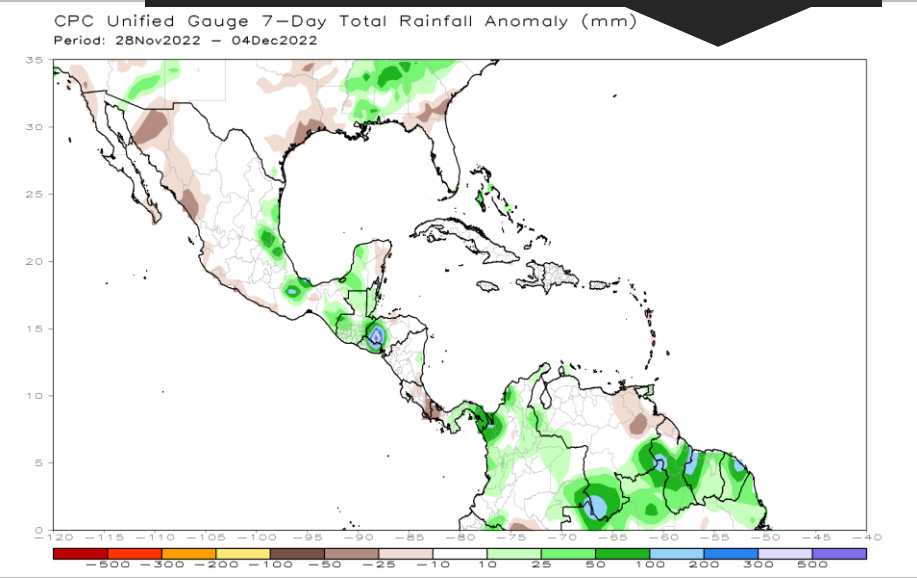 CPC Unified Gauge 7-Day Total Rainfall Anomaly (mm)
Period: 28Nov2022 - 04Dec2022
35
30
25
20
15
10
5
0
-120 -115 -110 -105 -100 -95 -90 -85 -80 -75 -70 -65 -60 -55 -50 -45 -40
-500 -300 -200 -100 -50 -25 -10 10 25 50 100 200 300 500